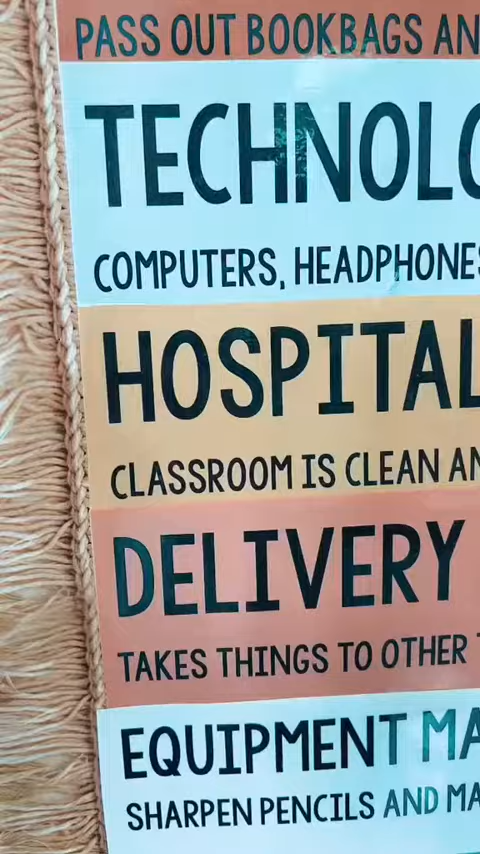 PASS OUT BOOKBAGS AN
TECHNOLO
COMPUTERS, HEADPHONES
HOSPITAL
CLASSROOM IS CLEAN AN
DELIVERY
TAKES THINGS TO OTHER T
EQUIPMENT MA
SHARPEN PENCILS AND MA